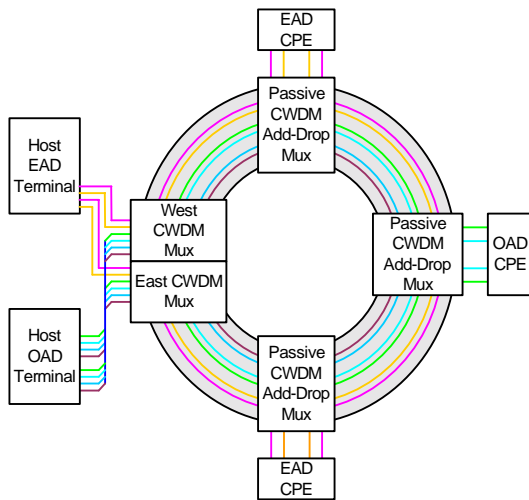 EAD
CPE
Passive
CWDM
Add-Drop
Mux
Host
EAD
Terminal
West
CWDM
Mux
East CWDM
Mux
Passive
CWDM
Add-Drop
Mux
OAD
CPE
Host
OAD
Terminal
Passive
CWDM
Add-Drop
Mux
EAD
CPE